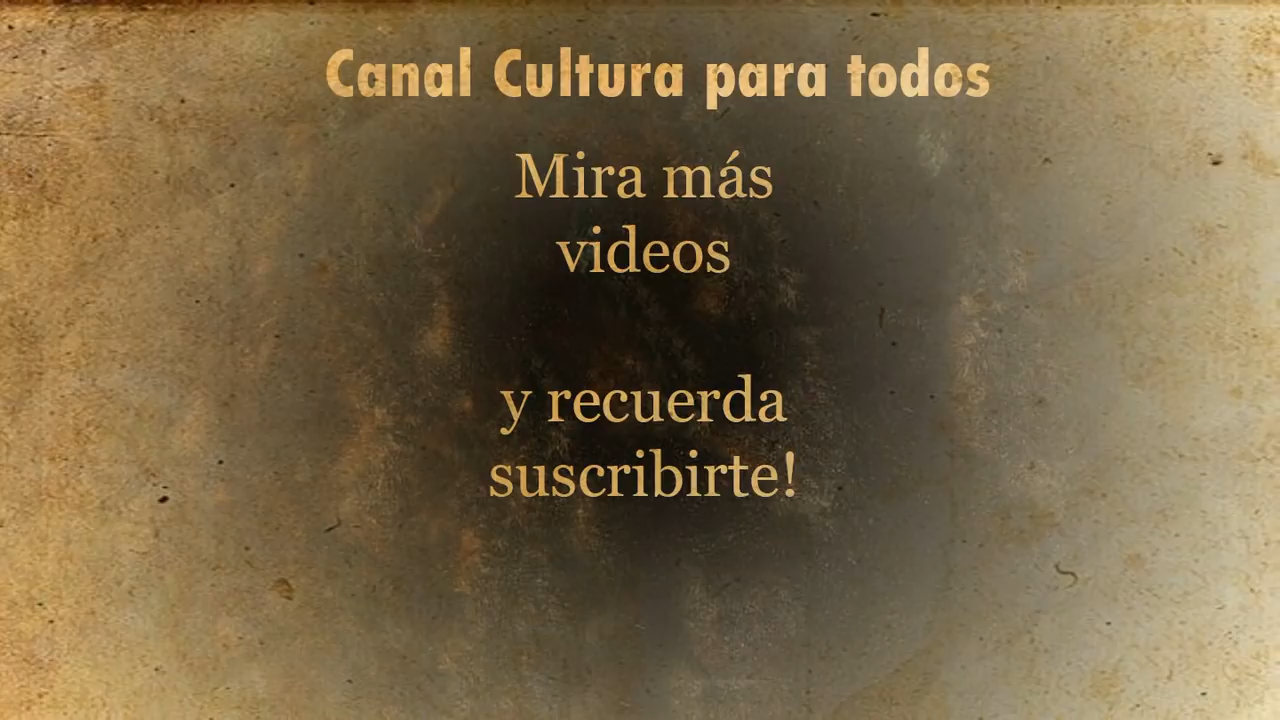 Canal Cultura para todos
Mira más
videos
y recuerda
suscribirte!